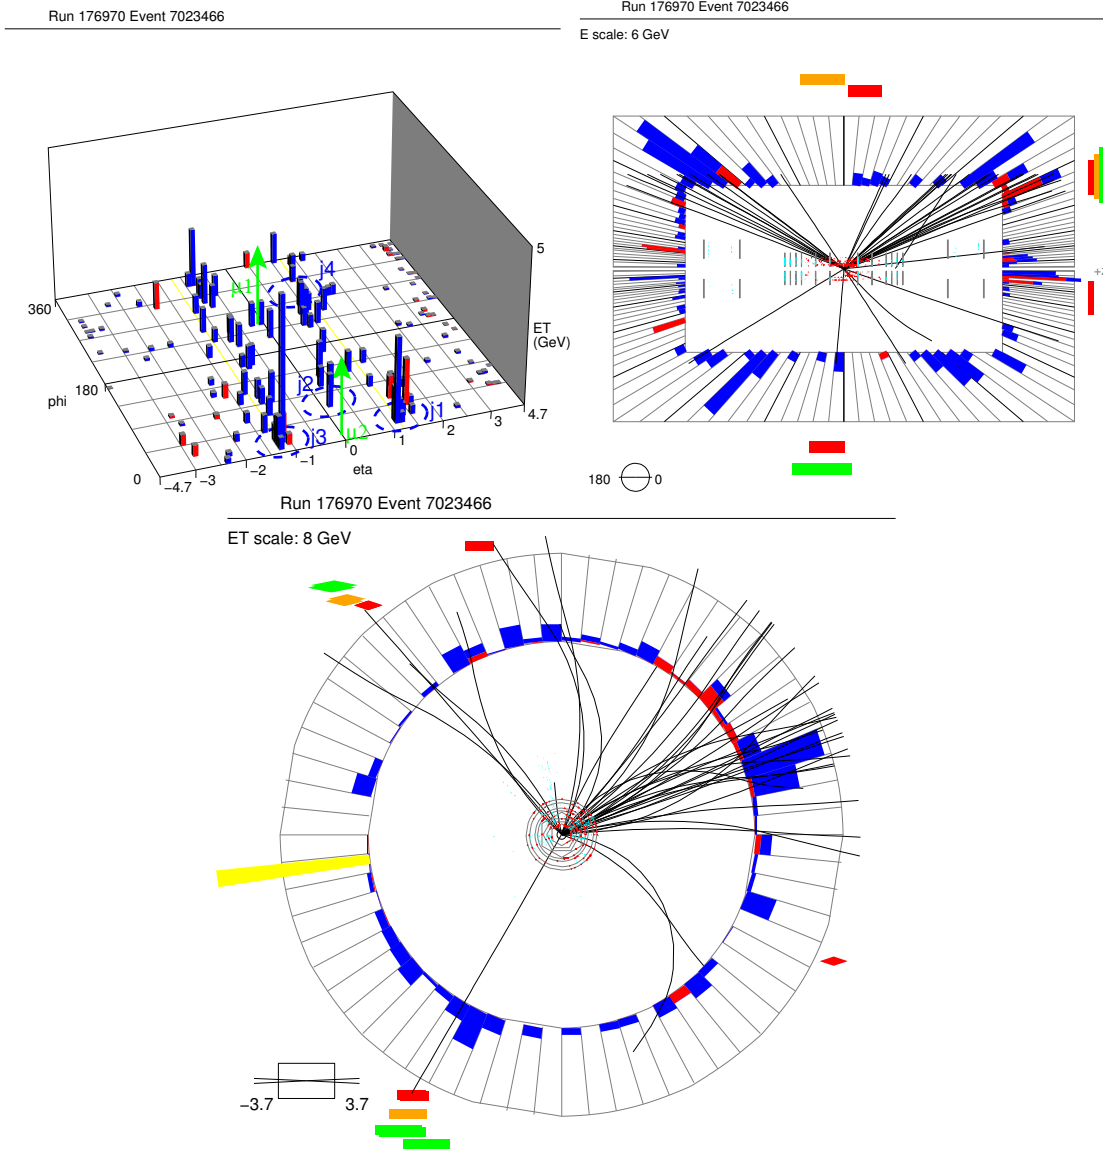 Run 176970 Event 7023466
360
180
phi
0
−4.7
−3
−2
−1
0
1
2
3
4.7
eta
5
ET
(GeV)
μ1
μ2
j1
j2
j3
j4
Run 176970 Event 7023466
E scale: 6 GeV
180
0
Run 176970 Event 7023466
ET scale: 8 GeV
−3.7
3.7